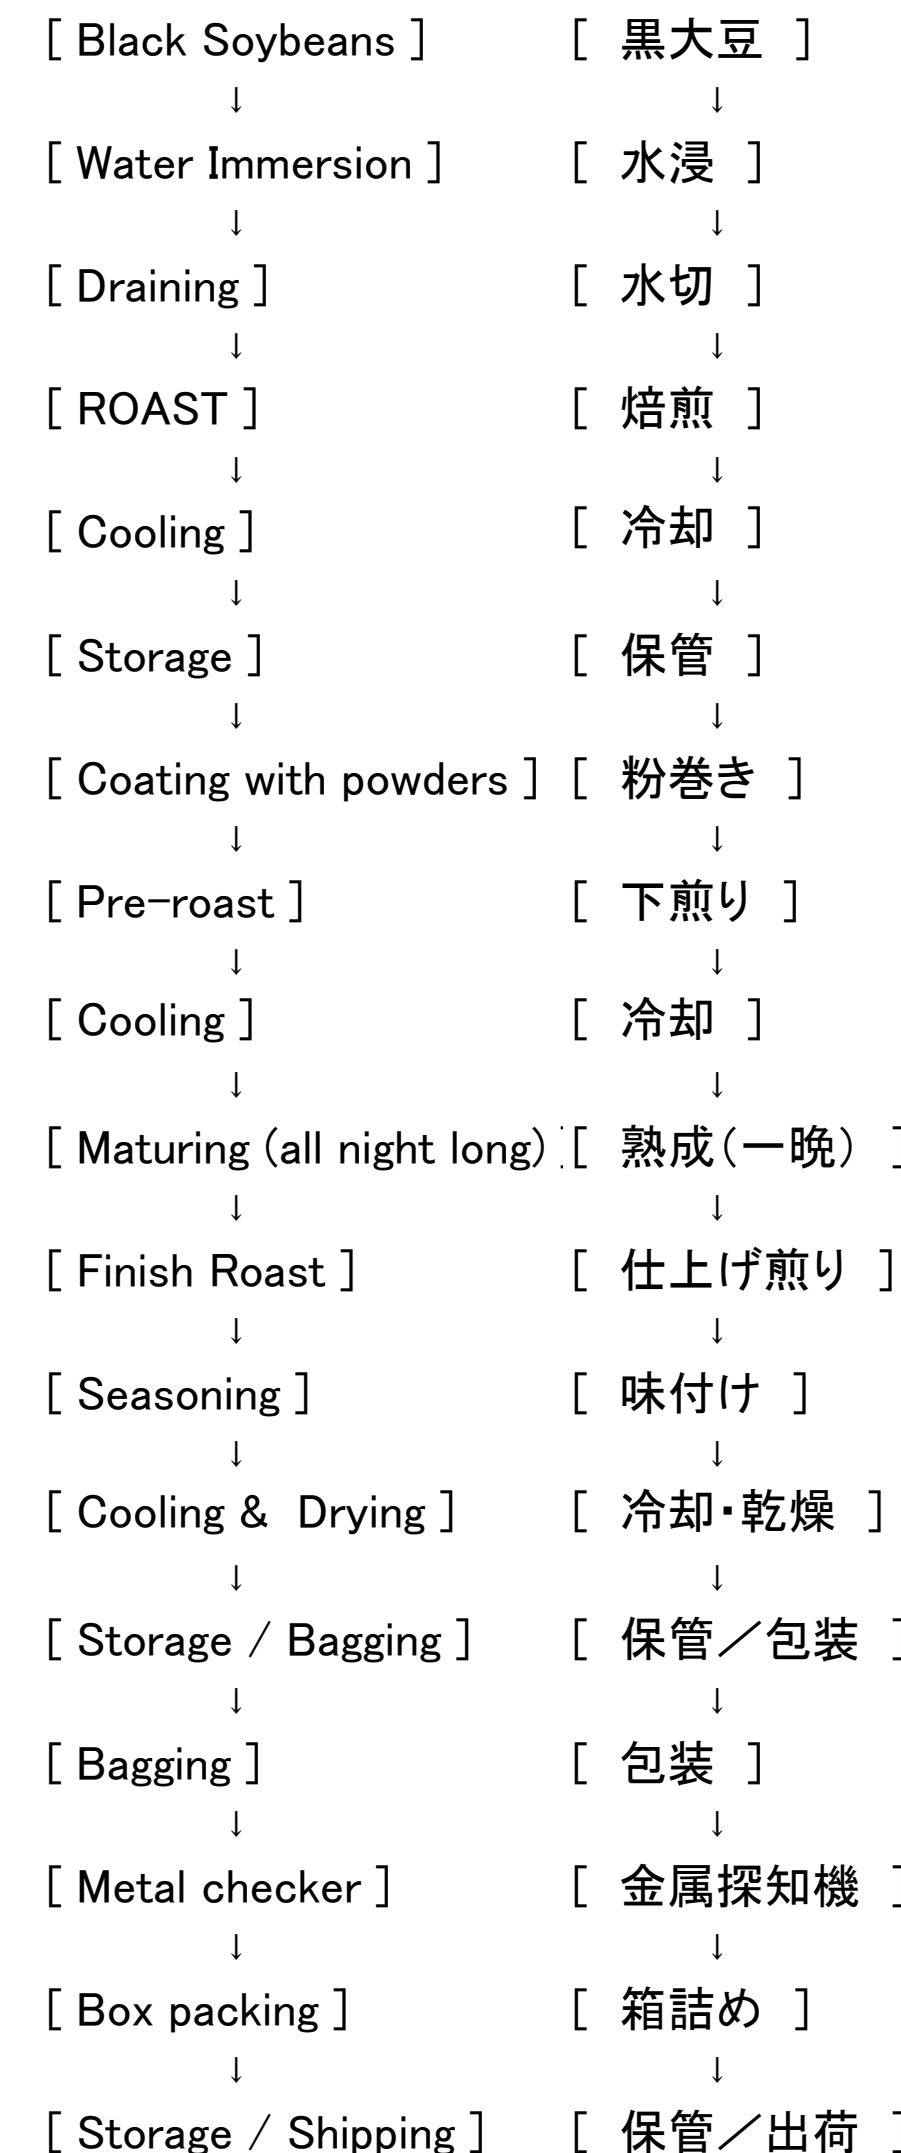 [ Black Soybeans ] [ 黒大豆 ]
↓ ↓
[ Water Immersion ] [ 水浸 ]
↓ ↓
[ Draining ] [ 水切 ]
↓ ↓
[ ROAST ] [ 焙煎 ]
↓ ↓
[ Cooling ] [ 冷却 ]
↓ ↓
[ Storage ] [ 保管 ]
↓ ↓
[ Coating with powders ] [ 粉巻き ]
↓ ↓
[ Pre-roast ] [ 下煎り ]
↓ ↓
[ Cooling ] [ 冷却 ]
↓ ↓
[ Maturing (all night long) ] [ 熟成(一晩) ]
↓ ↓
[ Finish Roast ] [ 仕上げ煎り ]
↓ ↓
[ Seasoning ] [ 味付け ]
↓ ↓
[ Cooling & Drying ] [ 冷却・乾燥 ]
↓ ↓
[ Storage / Bagging ] [ 保管／包装 ]
↓ ↓
[ Bagging ] [ 包装 ]
↓ ↓
[ Metal checker ] [ 金属探知機 ]
↓ ↓
[ Box packing ] [ 箱詰め ]
↓ ↓
[ Storage / Shipping ] [ 保管／出荷 ]